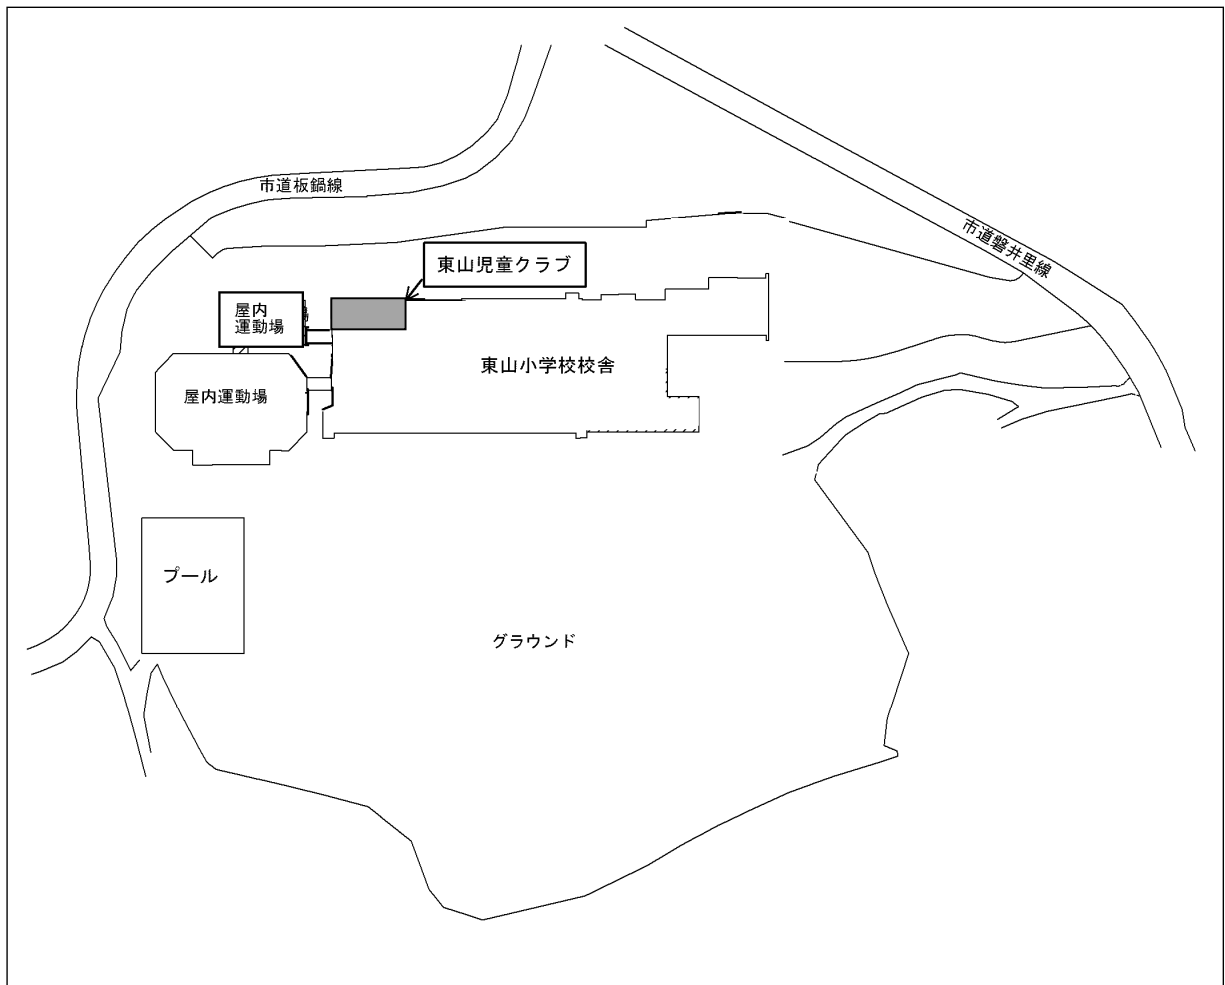 市道板鍋線
市道磐井里線
東山児童クラブ
屋内
運動場
東山小学校校舎
屋内運動場
プール
グラウンド